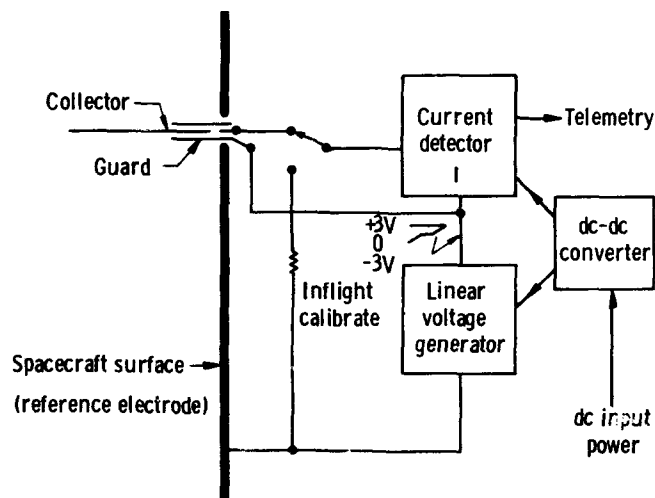 Collector
Guard
Current
detector
Telemetry
+3V
0
-3V
dc-dc
converter
Inflight
calibrate
Linear
voltage
generator
Spacecraft surface
(reference electrode)
dc input
power